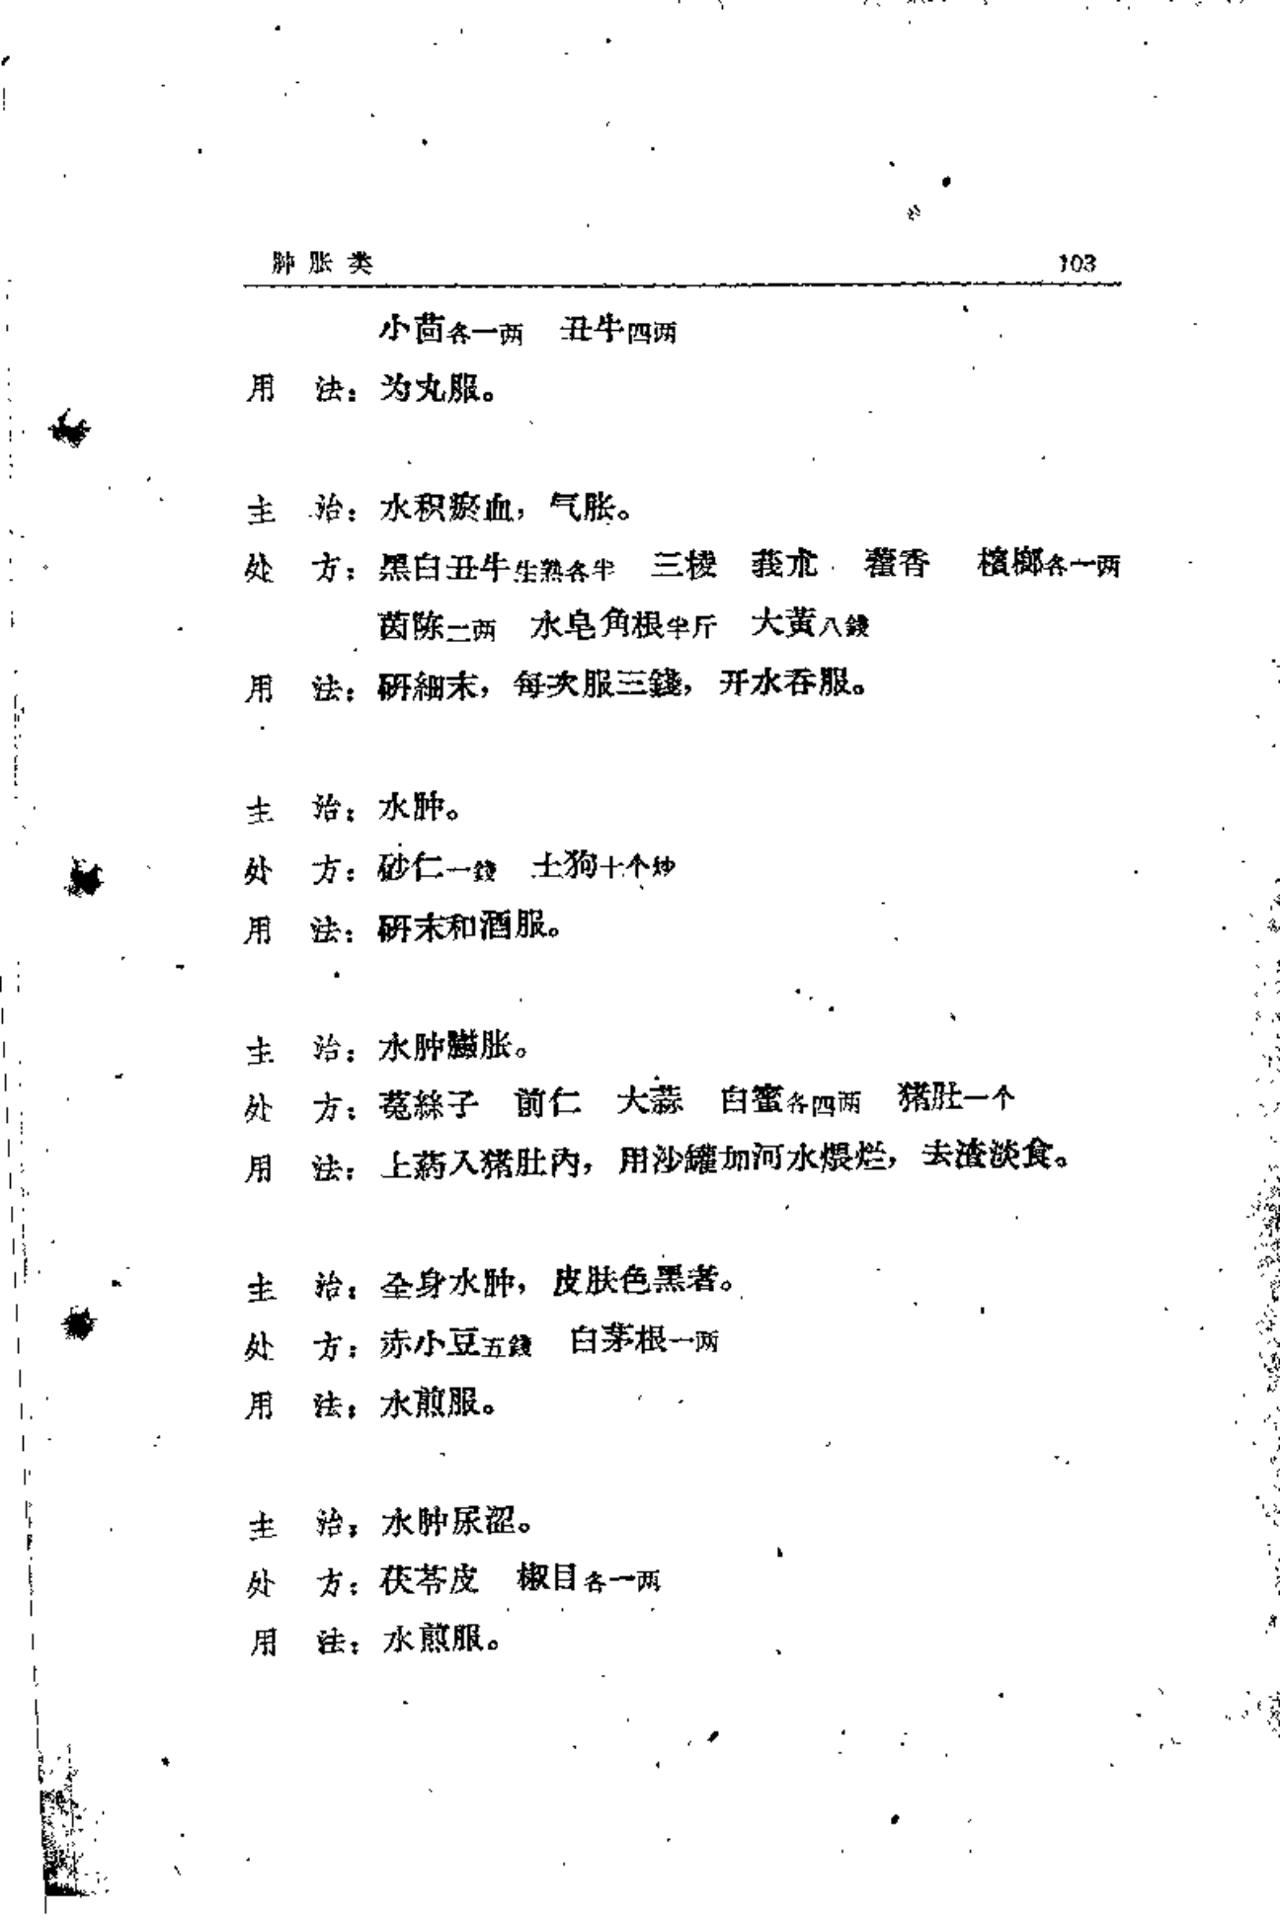 肿胀类 103
小茴各一两 丑牛四两
用 法：为丸服。
主 治：水积瘀血，气胀。
处 方：黑白丑牛生熟各半 三棱 莪朮 藿香 槟榔各一两
茵陈二两 水皂角根半斤 大黃八錢
用 法：研細末，每次服三錢，开水吞服。
主 治：水肿。
处 方：砂仁一錢 土狗十个炒
用 法：研末和酒服。
主 治：水肿臌胀。
处 方：菟絲子 前仁 大蒜 白蜜各四两 猪肚一个
用 法：上药入猪肚内，用沙罐加河水煨烂，去渣淡食。
主 治：全身水肿，皮肤色黑者。
处 方：赤小豆五錢 白茅根一两
用 法：水煎服。
主 治：水肿尿涩。
处 方：茯苓皮 椒目各一两
用 法：水煎服。